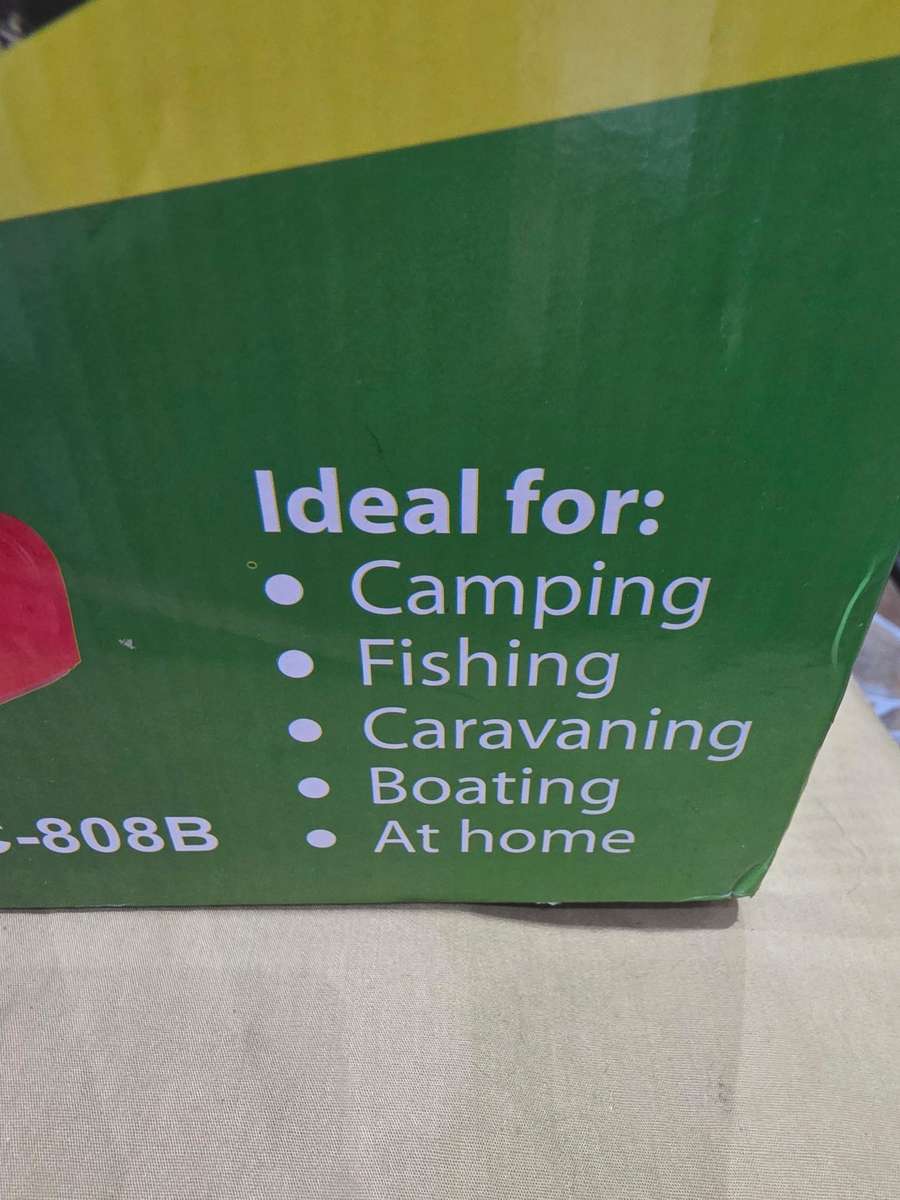 Ideal for:
• Camping
• Fishing
• Caravaning
• Boating
• At home
-808B